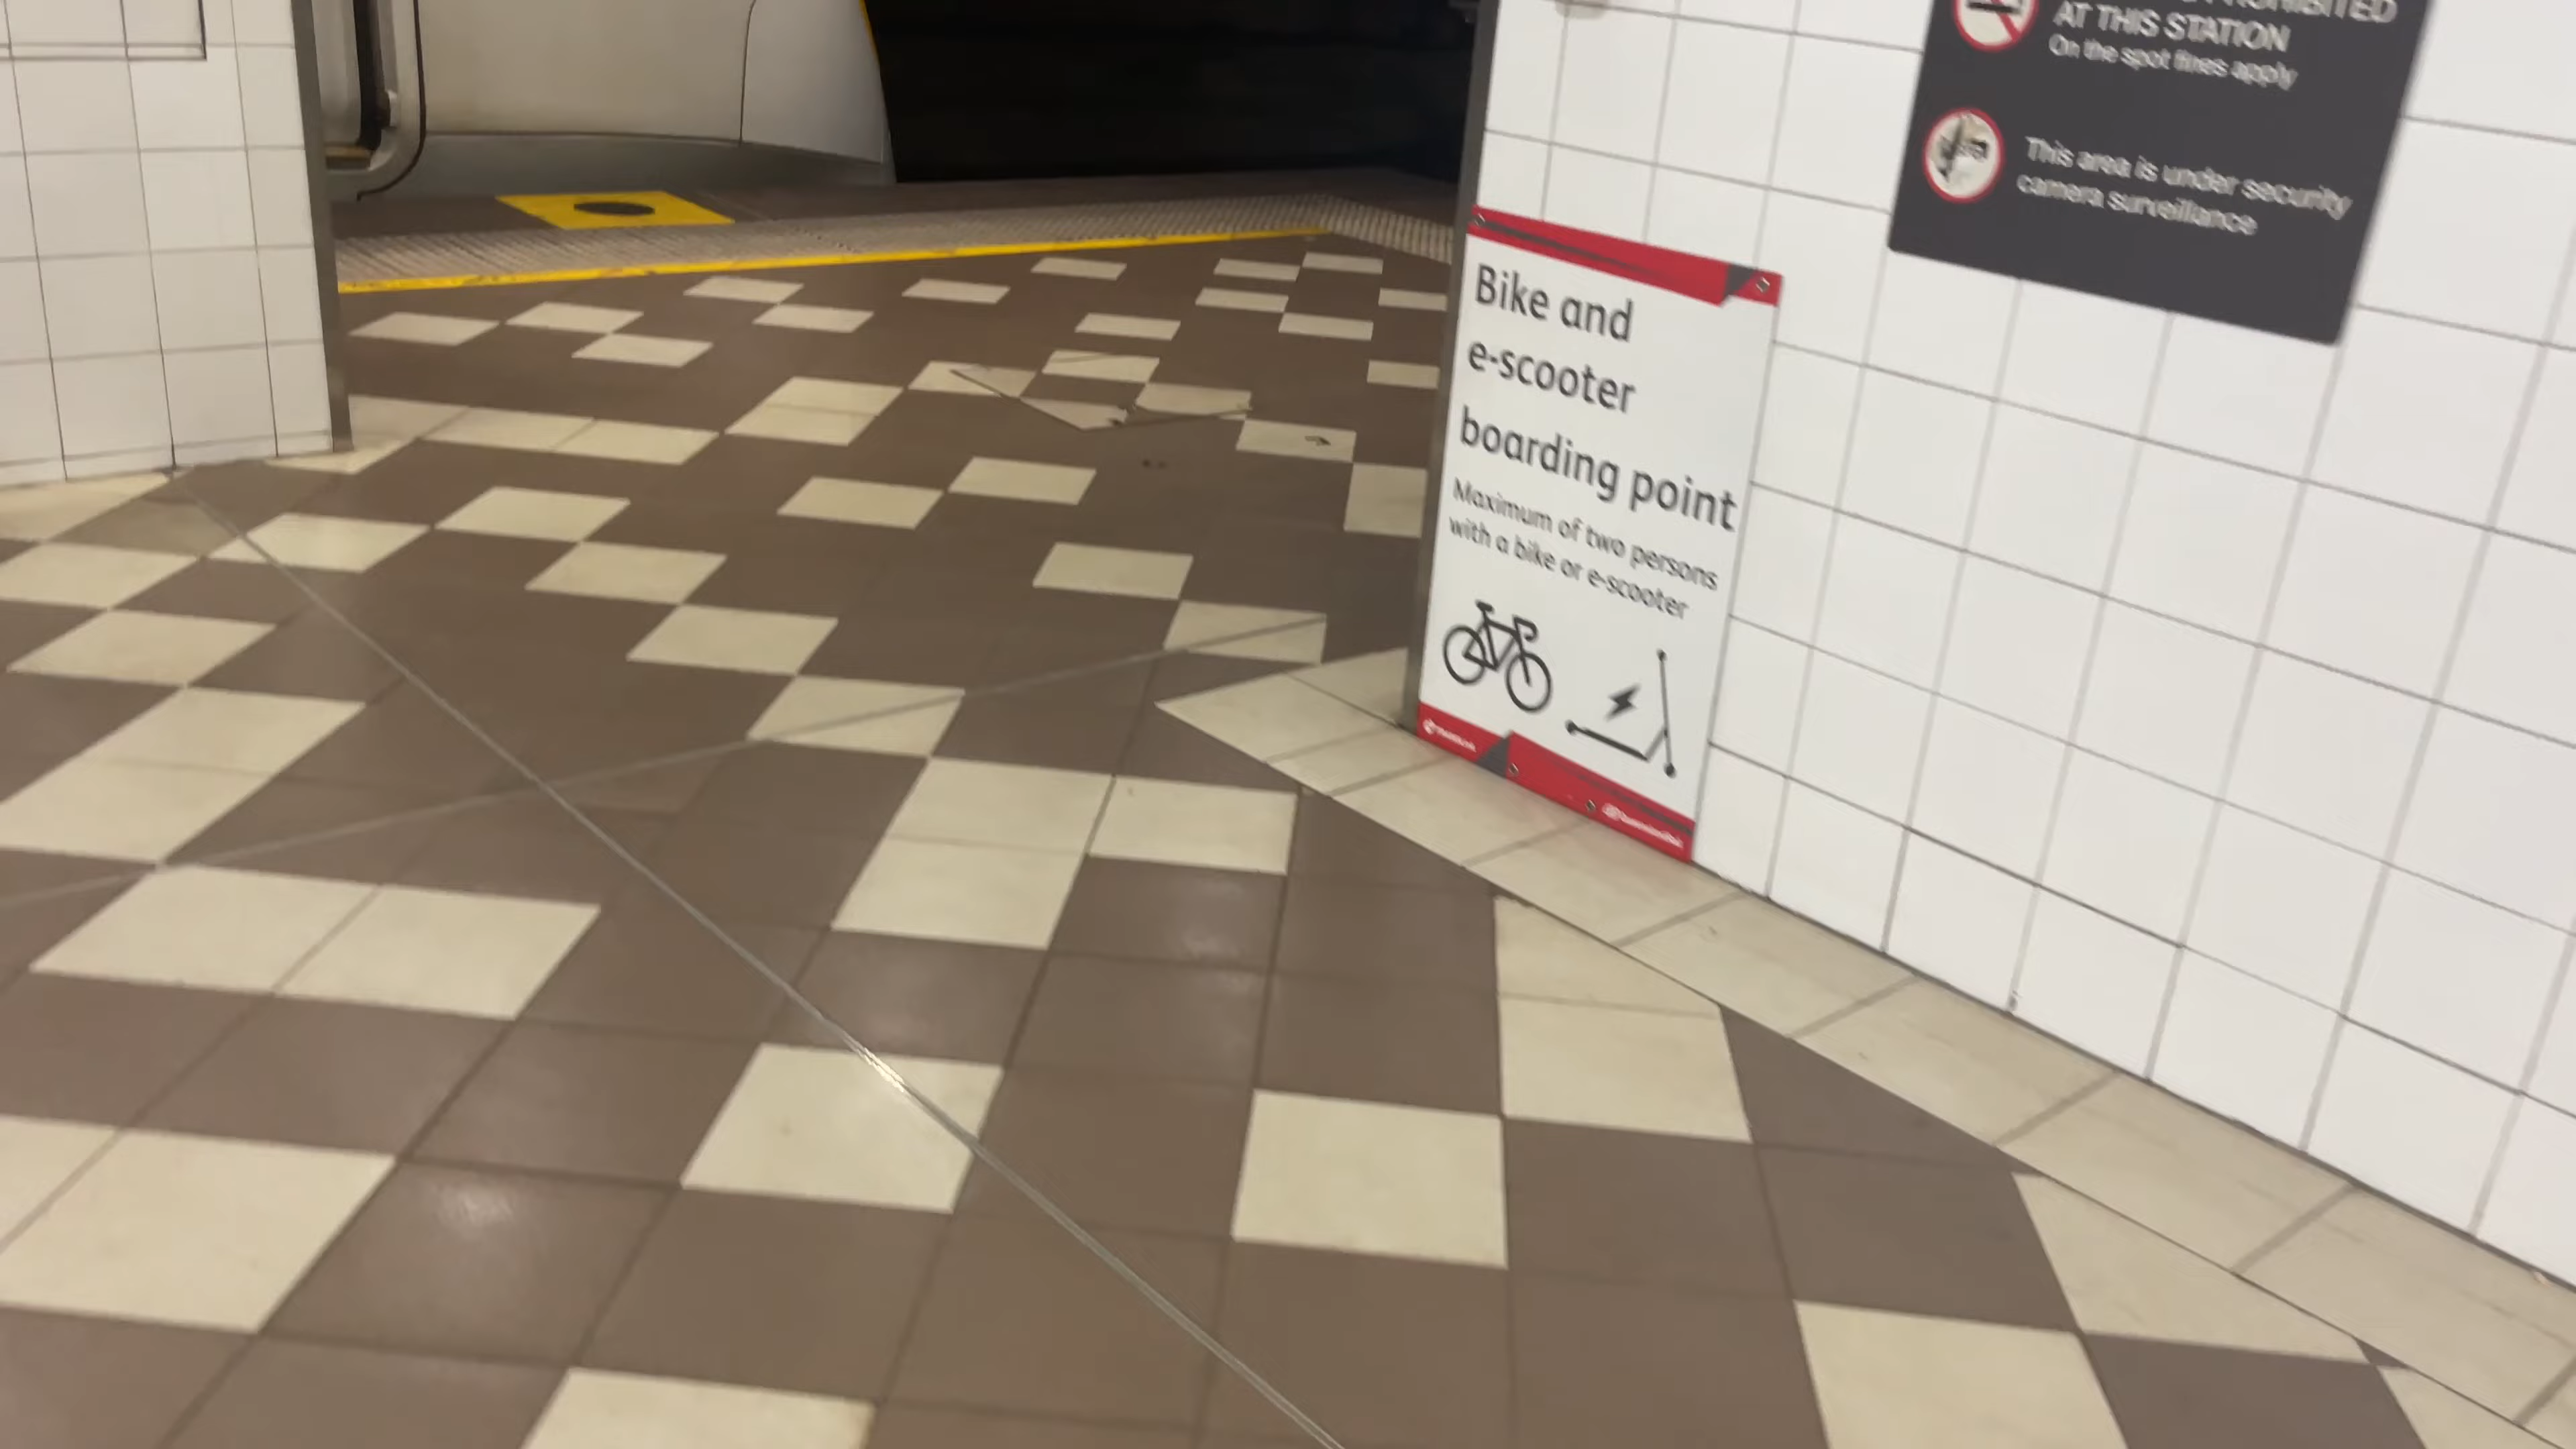 AT THIS STATION
On the spot fines apply
This area is under security
camera surveillance
Bike and
e-scooter
boarding point
Maximum of two persons
with a bike or e-scooter